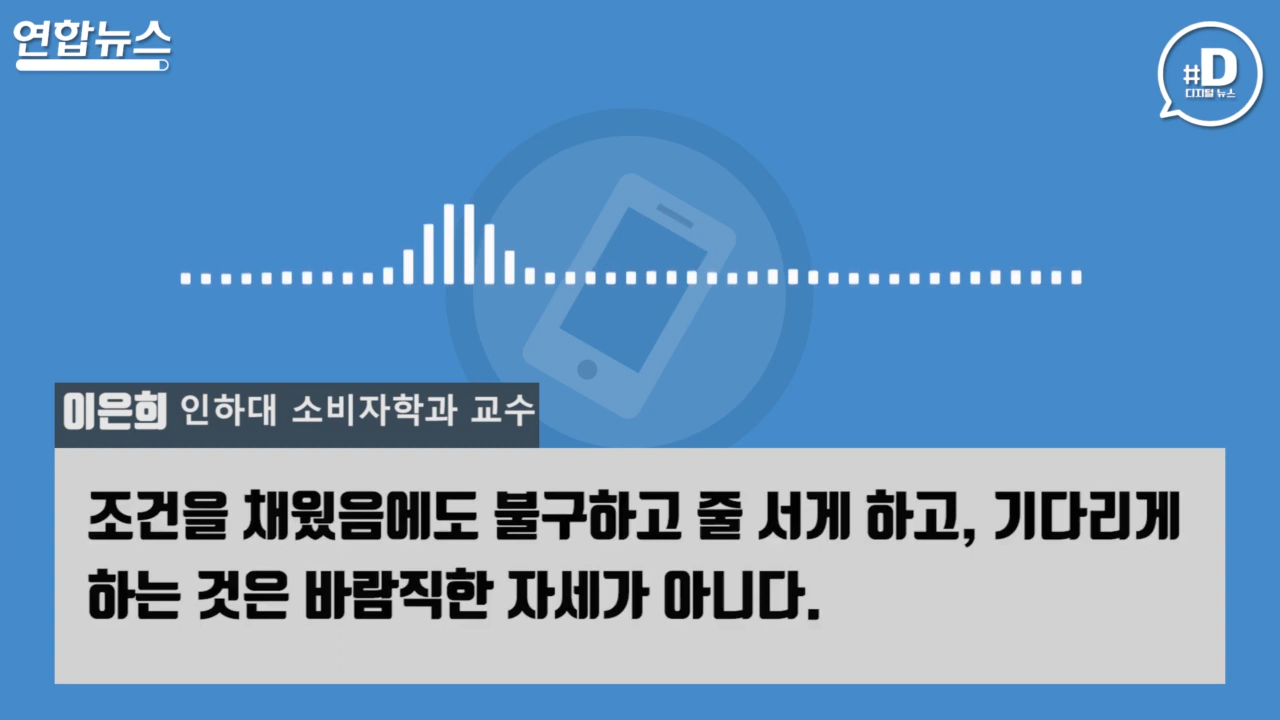 연합뉴스
#D
디지털 뉴스
이은희 인하대 소비자학과 교수
조건을 채웠음에도 불구하고 줄 서게 하고, 기다리게
하는 것은 바람직한 자세가 아니다.